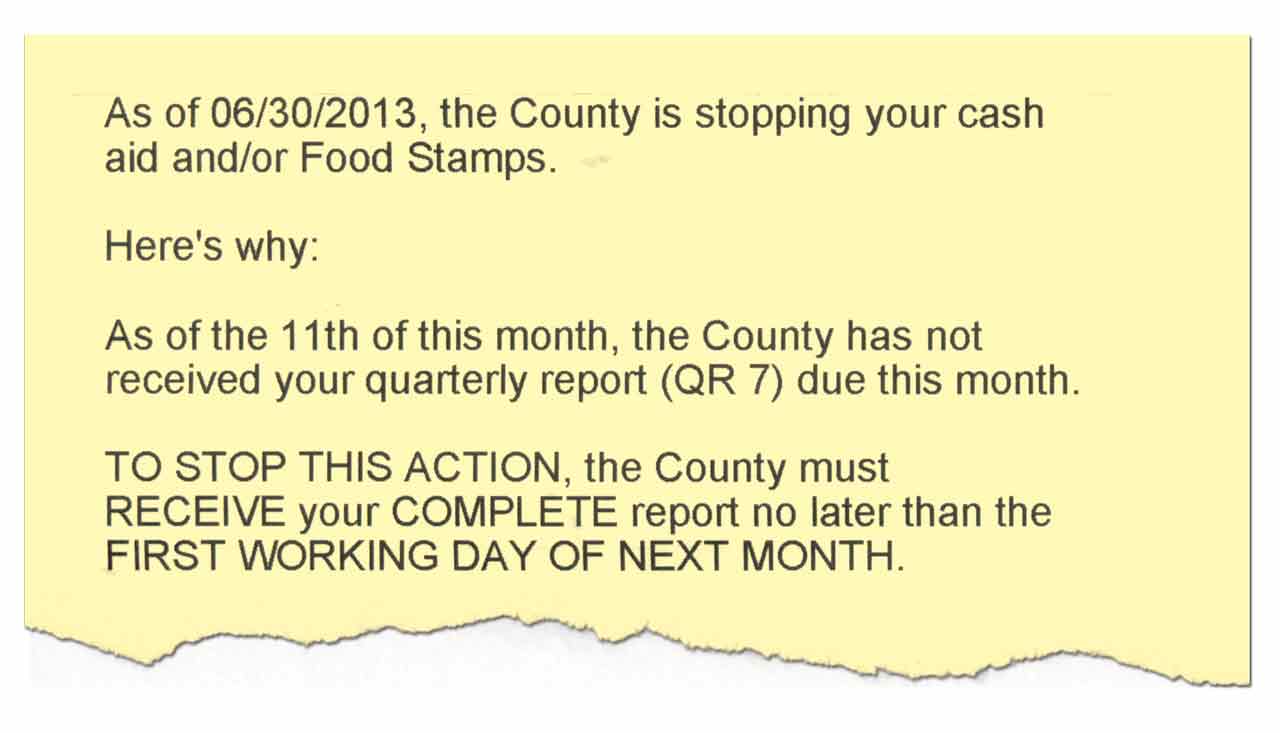 As of 06/30/2013, the County is stopping your cash
aid and/or Food Stamps.
Here's why:
As of the 11th of this month, the County has not
received your quarterly report (QR 7) due this month.
TO STOP THIS ACTION, the County must
RECEIVE your COMPLETE report no later than the
FIRST WORKING DAY OF NEXT MONTH.